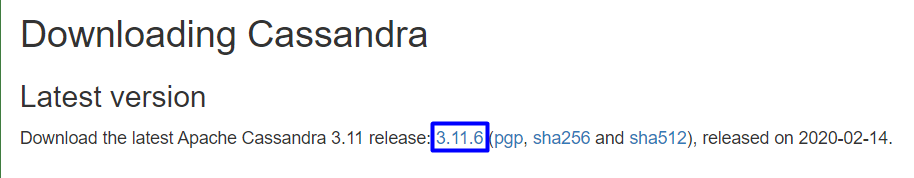 Downloading Cassandra
Latest version
Download the latest Apache Cassandra 3.11 release: 3.11.6 (pgp, sha256 and sha512), released on 2020-02-14.